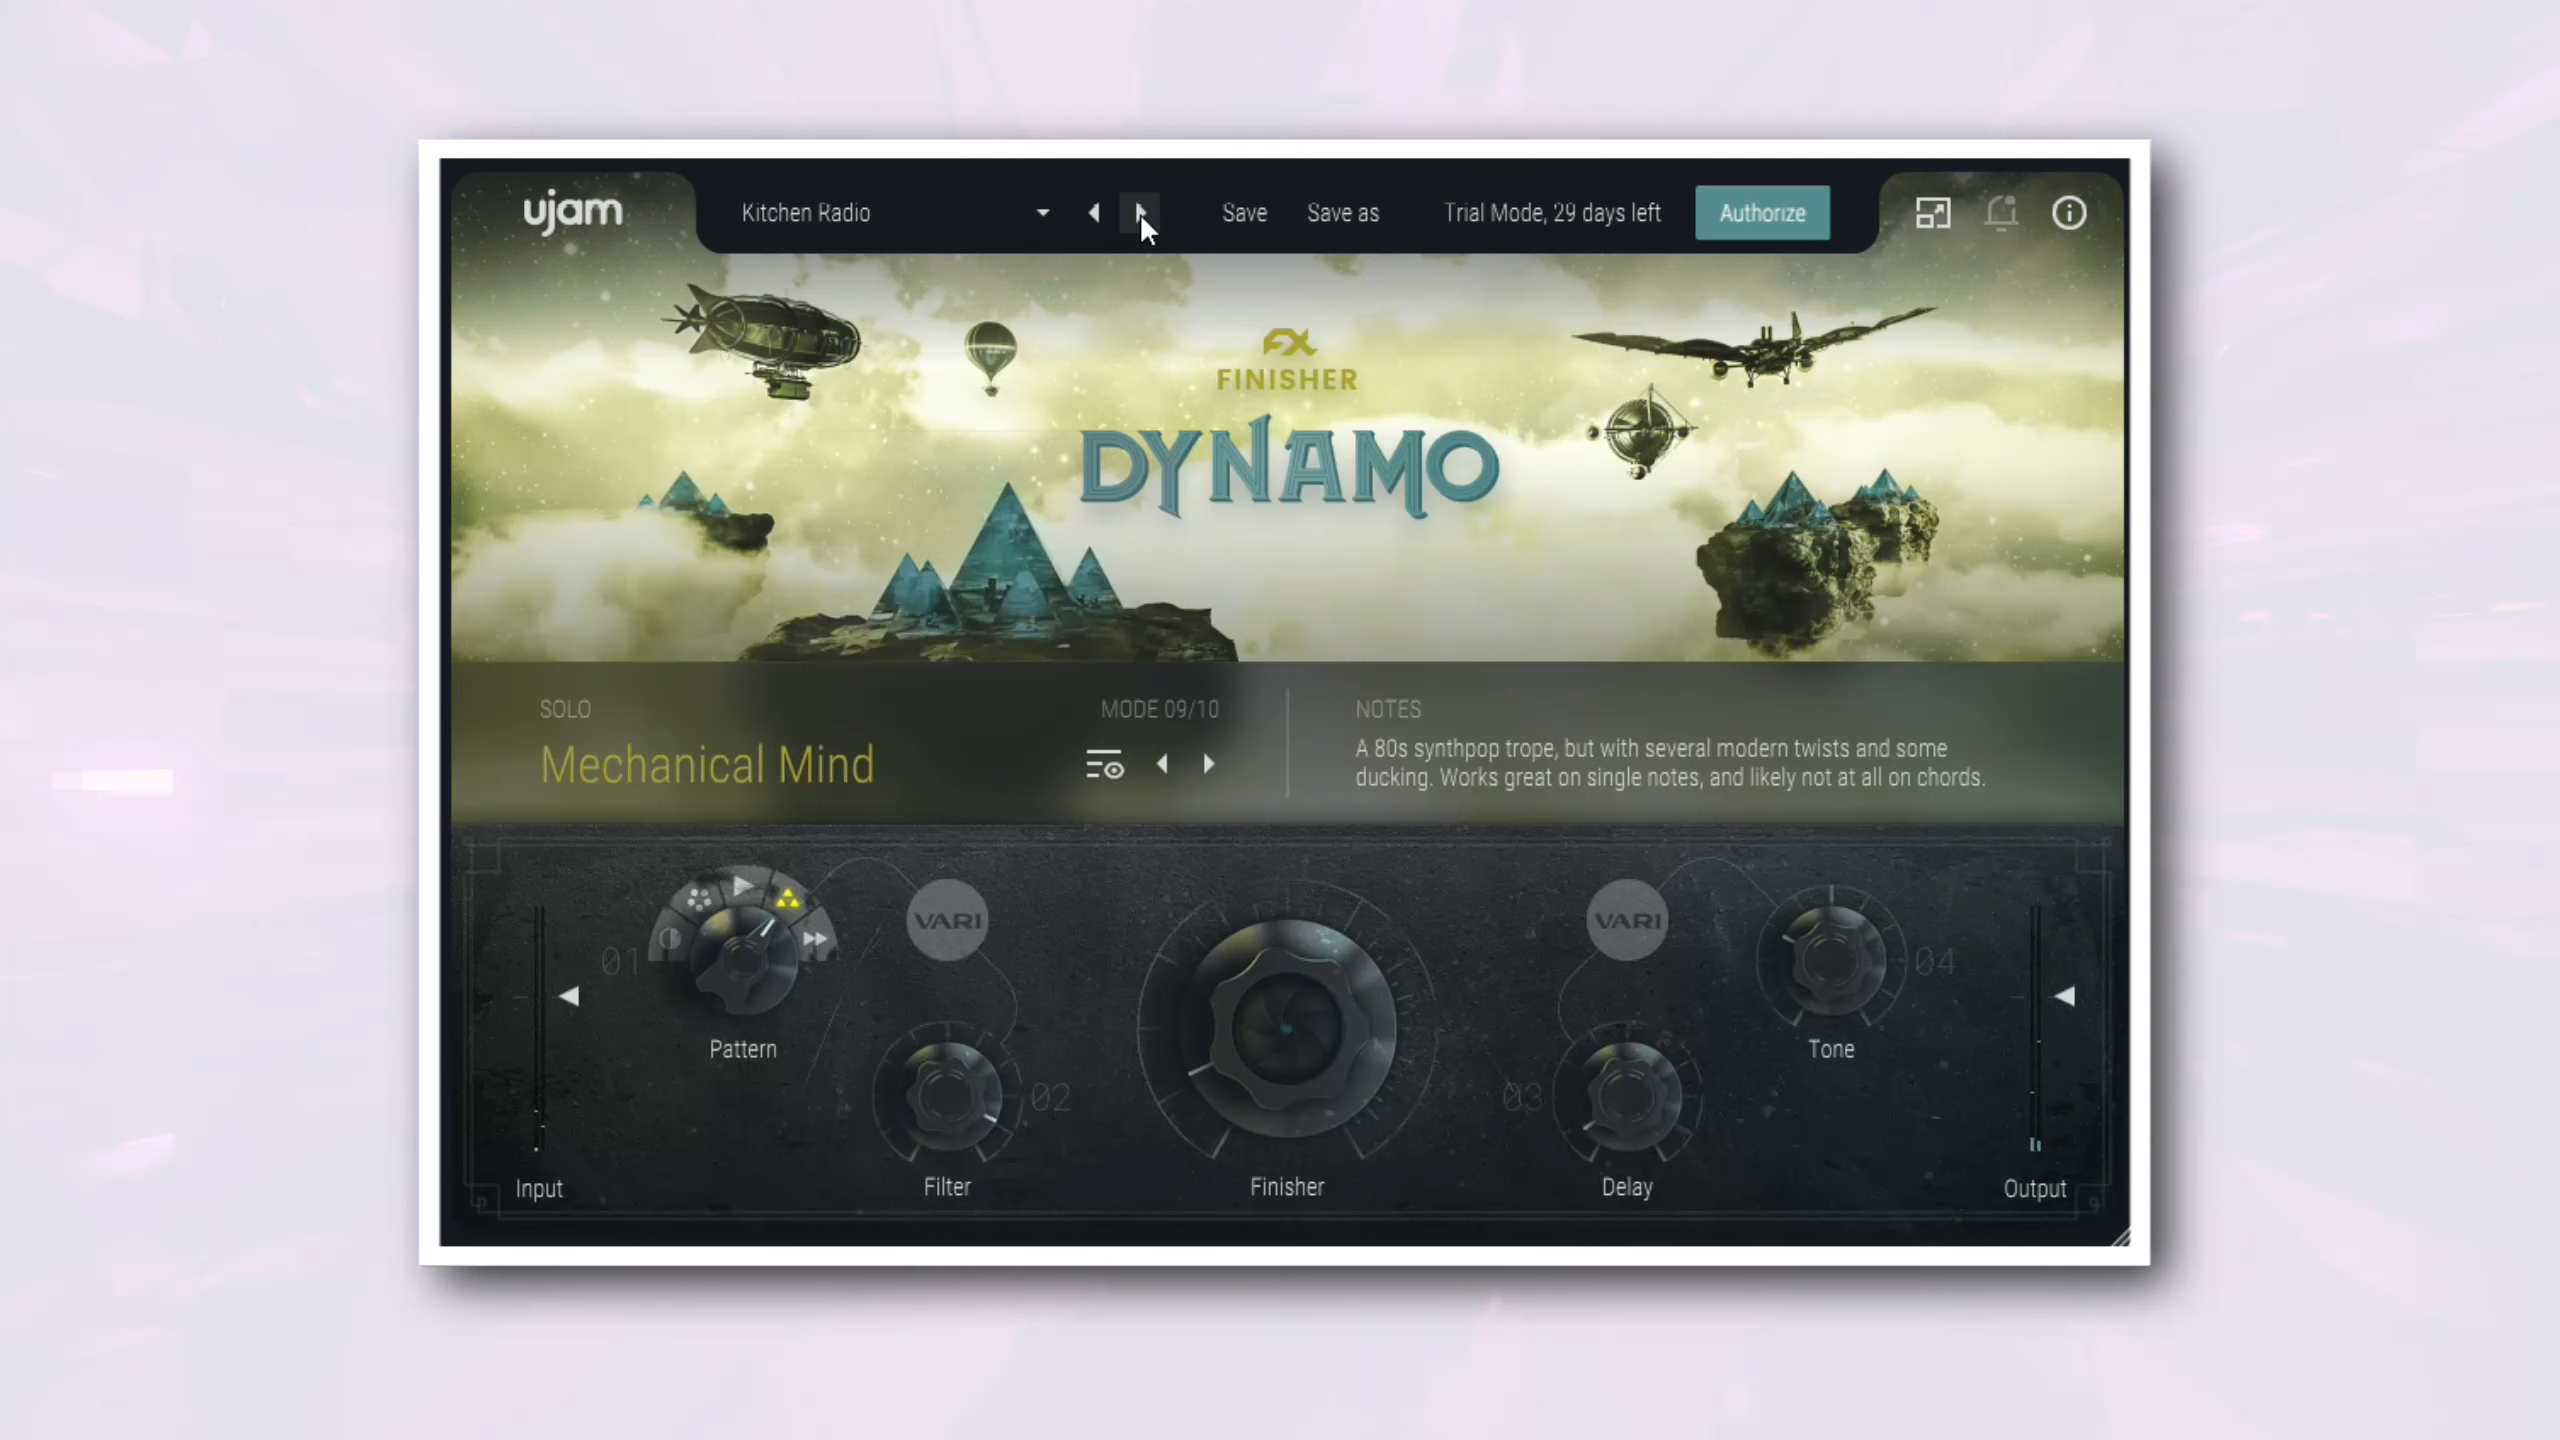 ujam
Kitchen Radio
Save
Save as
Trial Mode, 29 days left
Authorize
FX
FINISHER
DYNAMO
SOLO
MODE 09/10
Mechanical Mind
NOTES
A 80s synthpop trope, but with several modern twists and some
ducking. Works great on single notes, and likely not at all on chords.
VARI
VARI
01
04
Pattern
Tone
02
03
Input
Filter
Finisher
Delay
Output